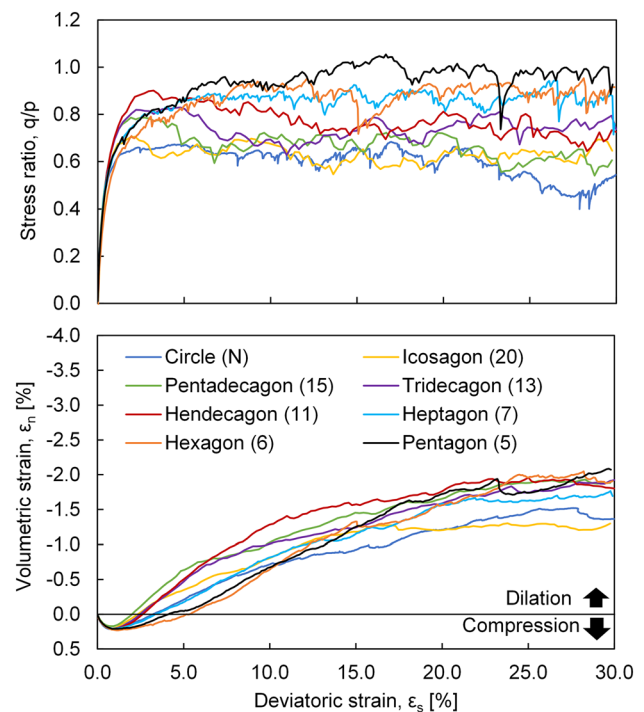 Stress ratio, q/p
1.2
1.0
0.8
0.6
0.4
0.2
0.0
Volumetric strain, εn [%]
-4.0
-3.5
-3.0
-2.5
-2.0
-1.5
-1.0
-0.5
0.0
0.5
Circle (N)
Icosagon (20)
Pentadecagon (15)
Tridecagon (13)
Hendecagon (11)
Heptagon (7)
Hexagon (6)
Pentagon (5)
Dilation
Compression
0.0 5.0 10.0 15.0 20.0 25.0 30.0
Deviatoric strain, εs [%]